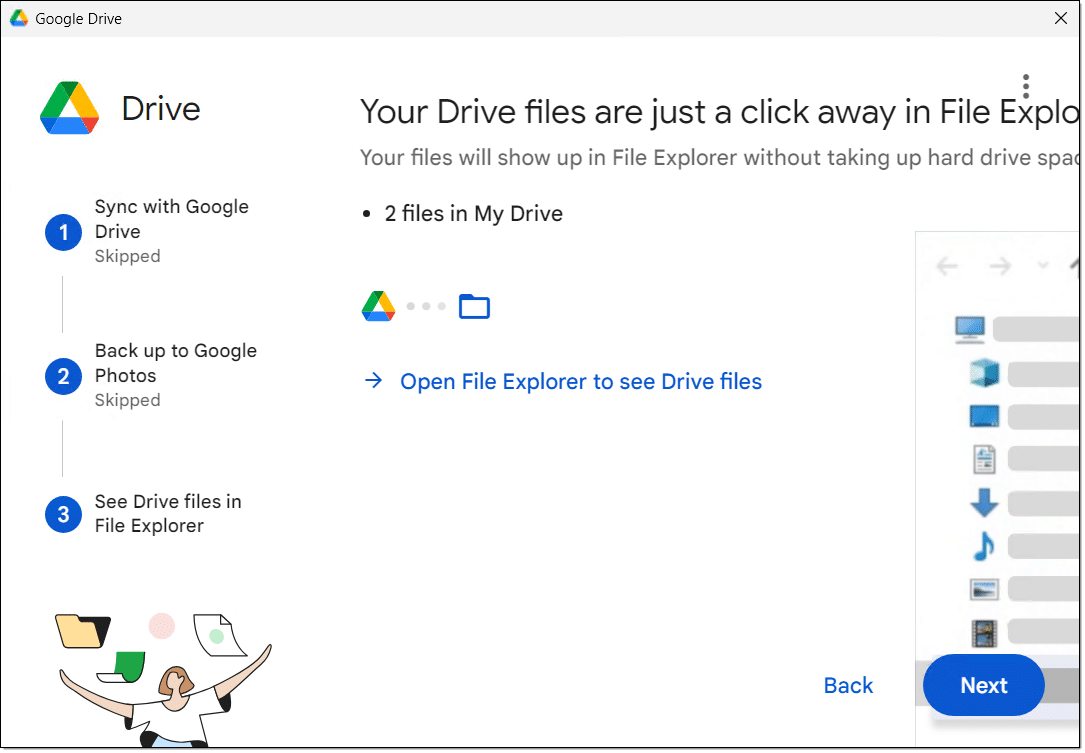 Google Drive
Drive
Your Drive files are just a click away in File Explo
Your files will show up in File Explorer without taking up hard drive spac
2 files in My Drive
Open File Explorer to see Drive files
1
Sync with Google
Drive
Skipped
2
Back up to Google
Photos
Skipped
3
See Drive files in
File Explorer
Back
Next